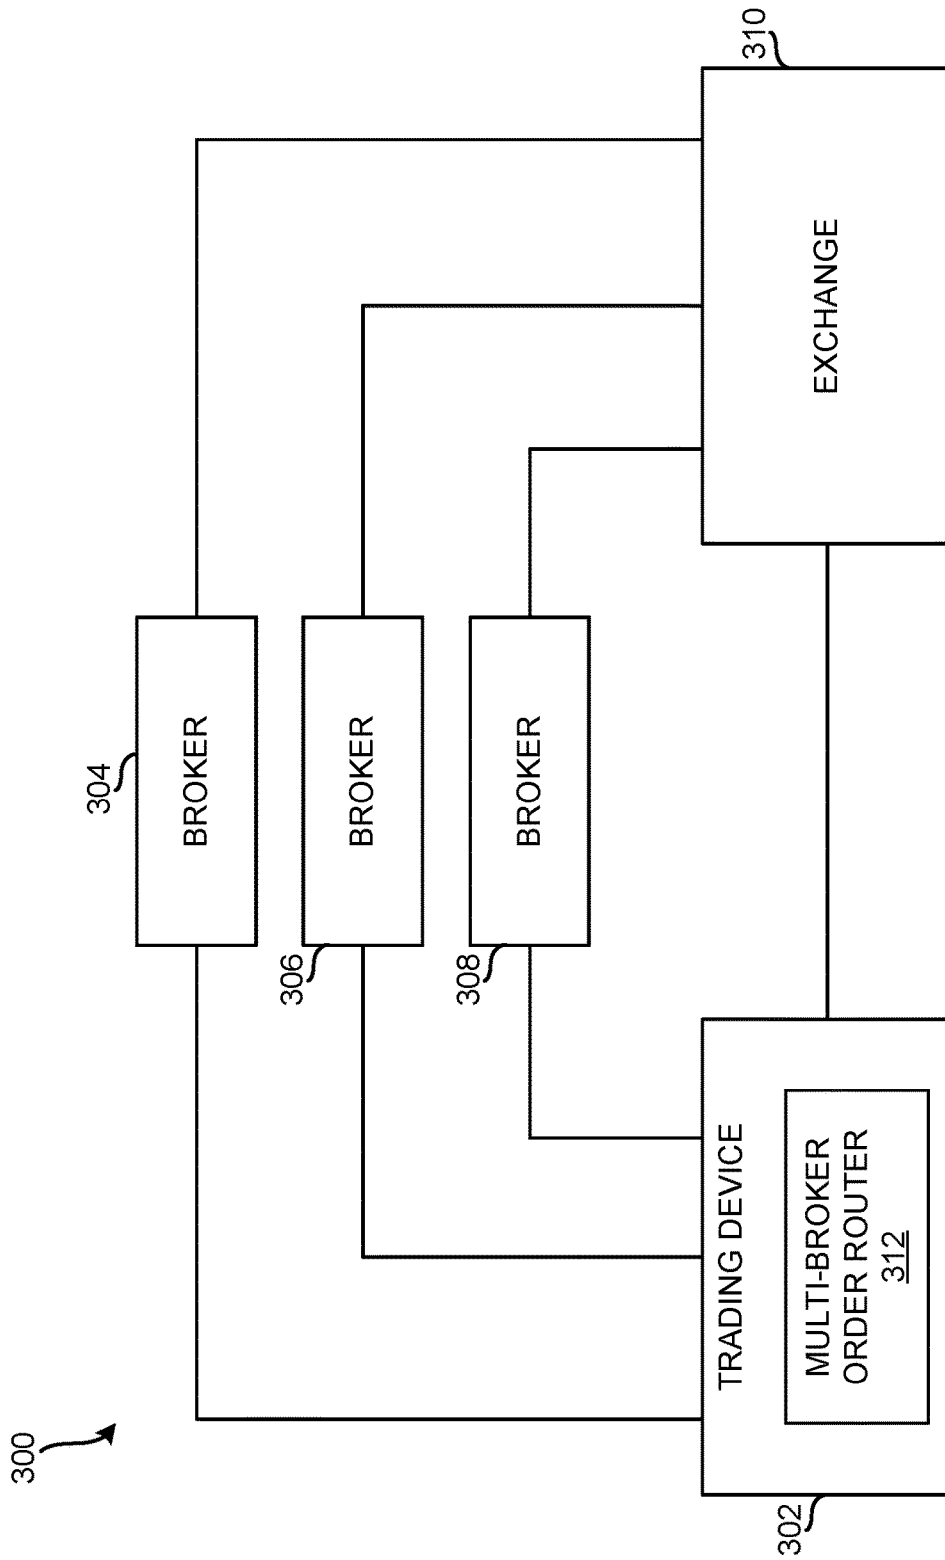 300
304
BROKER
306
BROKER
308
BROKER
302
TRADING DEVICE
MULTI-BROKER
ORDER ROUTER
312
310
EXCHANGE